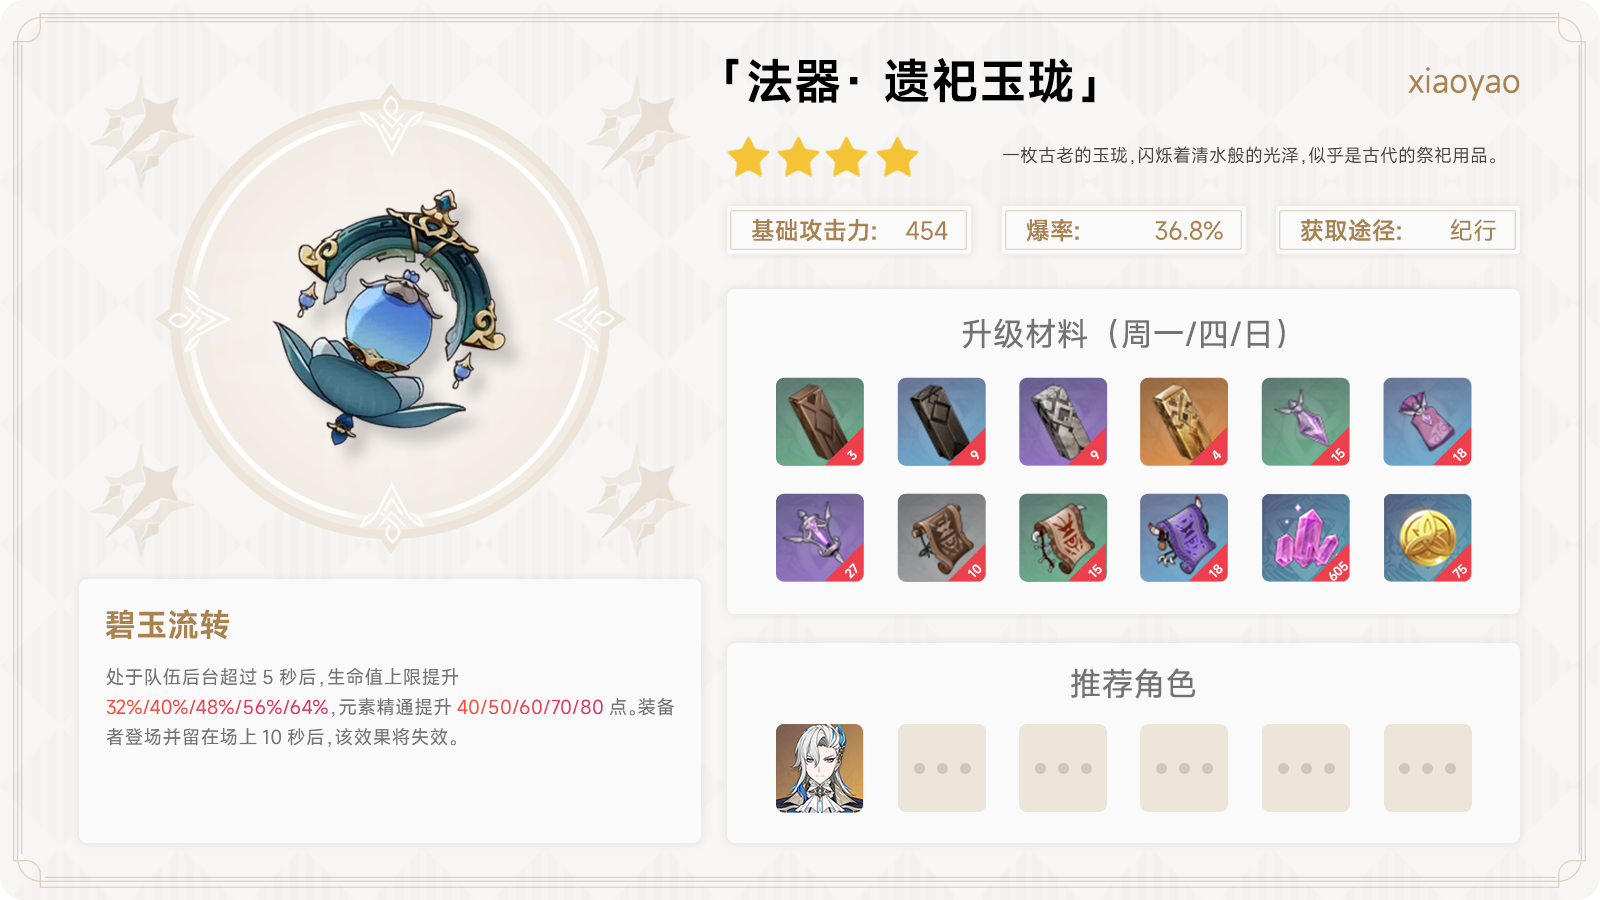 「法器· 遗祀玉珑」
xiaoyao
一枚古老的玉珑,闪烁着清水般的光泽,似乎是古代的祭祀用品。
基础攻击力: 454
爆率: 36.8%
获取途径: 纪行
升级材料（周一/四/日）
3 9 9 4 15 18
27 10 15 18 605 75
碧玉流转
处于队伍后台超过 5 秒后,生命值上限提升
32%/40%/48%/56%/64%,元素精通提升 40/50/60/70/80 点。装备
者登场并留在场上 10 秒后,该效果将失效。
推荐角色